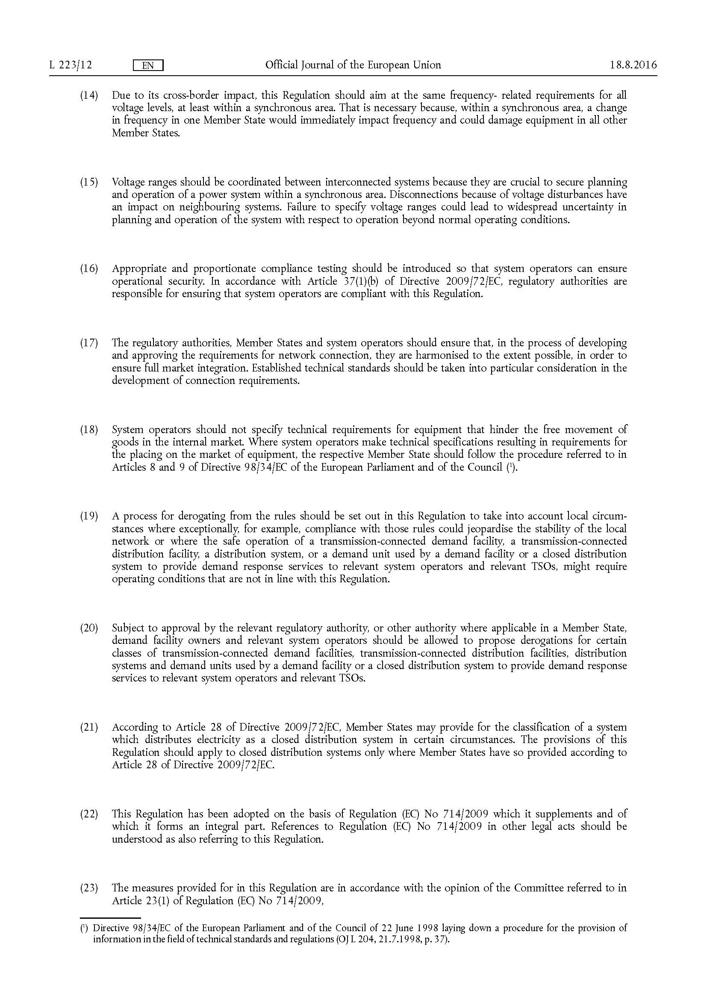 L 223/12 EN Official Journal of the European Union 18.8.2016
(14) Due to its cross-border impact, this Regulation should aim at the same frequency- related requirements for all
voltage levels, at least within a synchronous area. That is necessary because, within a synchronous area, a change
in frequency in one Member State would immediately impact frequency and could damage equipment in all other
Member States.
(15) Voltage ranges should be coordinated between interconnected systems because they are crucial to secure planning
and operation of a power system within a synchronous area. Disconnections because of voltage disturbances have
an impact on neighbouring systems. Failure to specify voltage ranges could lead to widespread uncertainty in
planning and operation of the system with respect to operation beyond normal operating conditions.
(16) Appropriate and proportionate compliance testing should be introduced so that system operators can ensure
operational security. In accordance with Article 37(1)(b) of Directive 2009/72/EC, regulatory authorities are
responsible for ensuring that system operators are compliant with this Regulation.
(17) The regulatory authorities, Member States and system operators should ensure that, in the process of developing
and approving the requirements for network connection, they are harmonised to the extent possible, in order to
ensure full market integration. Established technical standards should be taken into particular consideration in the
development of connection requirements.
(18) System operators should not specify technical requirements for equipment that hinder the free movement of
goods in the internal market. Where system operators make technical specifications resulting in requirements for
the placing on the market of equipment, the respective Member State should follow the procedure referred to in
Articles 8 and 9 of Directive 98/34/EC of the European Parliament and of the Council (¹).
(19) A process for derogating from the rules should be set out in this Regulation to take into account local circum-
stances where exceptionally, for example, compliance with those rules could jeopardise the stability of the local
network or where the safe operation of a transmission-connected demand facility, a transmission-connected
distribution facility, a distribution system, or a demand unit used by a demand facility or a closed distribution
system to provide demand response services to relevant system operators and relevant TSOs, might require
operating conditions that are not in line with this Regulation.
(20) Subject to approval by the relevant regulatory authority, or other authority where applicable in a Member State,
demand facility owners and relevant system operators should be allowed to propose derogations for certain
classes of transmission-connected demand facilities, transmission-connected distribution facilities, distribution
systems and demand units used by a demand facility or a closed distribution system to provide demand response
services to relevant system operators and relevant TSOs.
(21) According to Article 28 of Directive 2009/72/EC, Member States may provide for the classification of a system
which distributes electricity as a closed distribution system in certain circumstances. The provisions of this
Regulation should apply to closed distribution systems only where Member States have so provided according to
Article 28 of Directive 2009/72/EC.
(22) This Regulation has been adopted on the basis of Regulation (EC) No 714/2009 which it supplements and of
which it forms an integral part. References to Regulation (EC) No 714/2009 in other legal acts should be
understood as also referring to this Regulation.
(23) The measures provided for in this Regulation are in accordance with the opinion of the Committee referred to in
Article 23(1) of Regulation (EC) No 714/2009,
(¹) Directive 98/34/EC of the European Parliament and of the Council of 22 June 1998 laying down a procedure for the provision of
information in the field of technical standards and regulations (OJ L 204, 21.7.1998, p. 37).